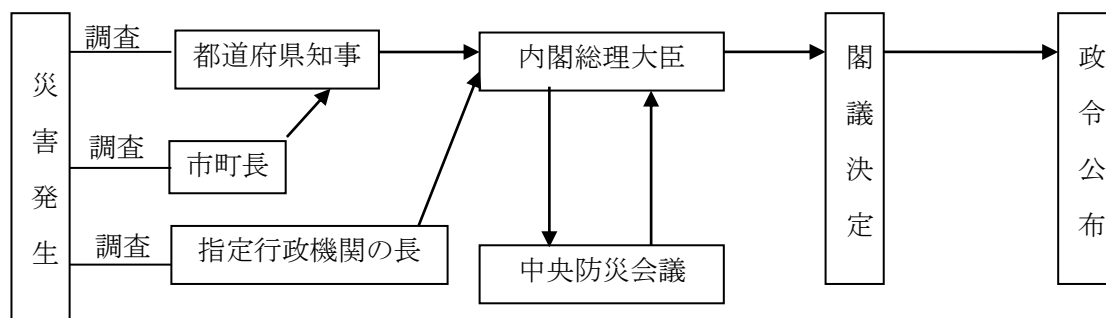 災害発生
調査
都道府県知事
調査
市町長
調査
指定行政機関の長
内閣総理大臣
中央防災会議
閣議決定
政令公布